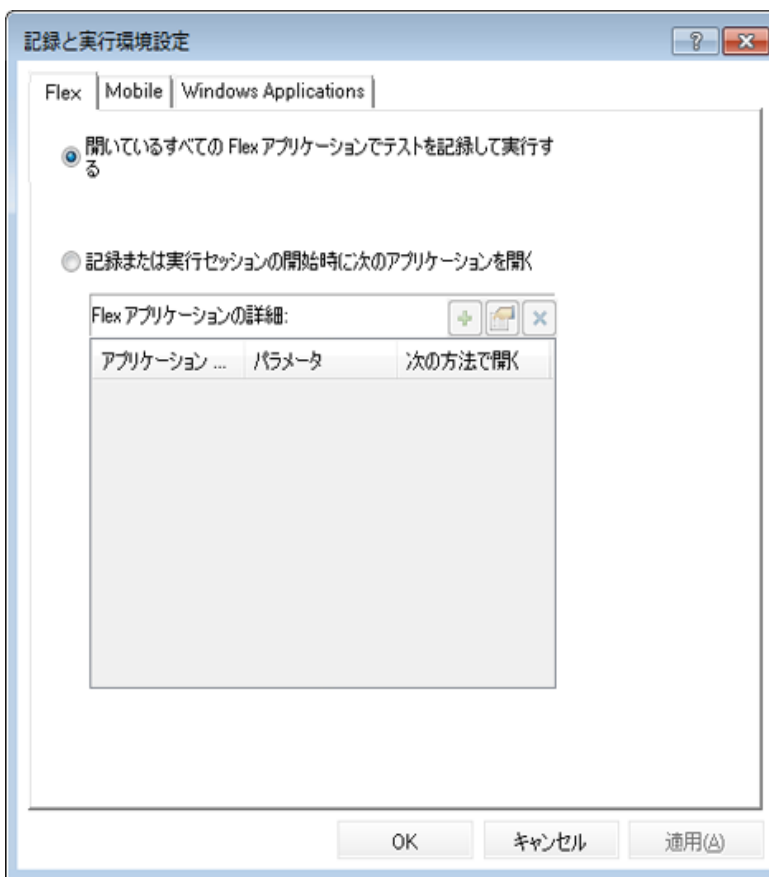 記録と実行環境設定
Flex
Mobile
Windows Applications
開いているすべての Flex アプリケーションでテストを記録して実行す
る
記録または実行セッションの開始時に次のアプリケーションを開く
Flex アプリケーションの詳細:
アプリケーション ...
パラメータ
次の方法で開く
OK
キャンセル
適用(A)